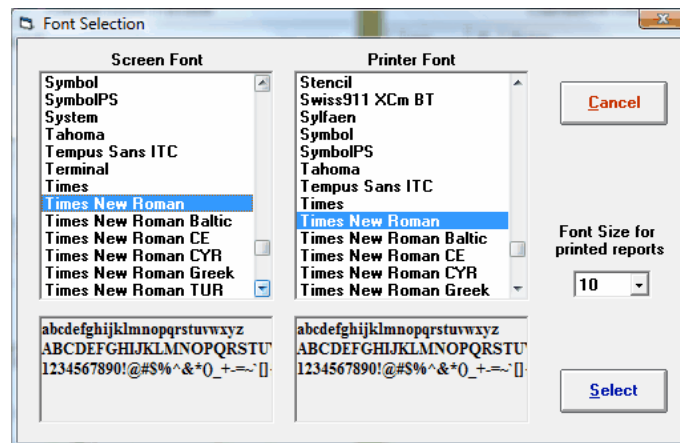 Font Selection
Screen Font
Symbol
SymbolPS
System
Tahoma
Tempus Sans ITC
Terminal
Times
Times New Roman
Times New Roman Baltic
Times New Roman CE
Times New Roman CYR
Times New Roman Greek
Times New Roman TUR
abcdefghijklmnopqrstuvwxyz
ABCDEFGHIJKLMNOPQRSTUV
1234567890!@#$%^&*()_+-=~`[]
Printer Font
Stencil
Swiss911 XCm BT
Sylfaen
Symbol
SymbolPS
Tahoma
Tempus Sans ITC
Times
Times New Roman
Times New Roman Baltic
Times New Roman CE
Times New Roman CYR
Times New Roman Greek
abcdefghijklmnopqrstuvwxyz
ABCDEFGHIJKLMNOPQRSTUV
1234567890!@#$%^&*()_+-=~`[]
Cancel
Font Size for
printed reports
10
Select